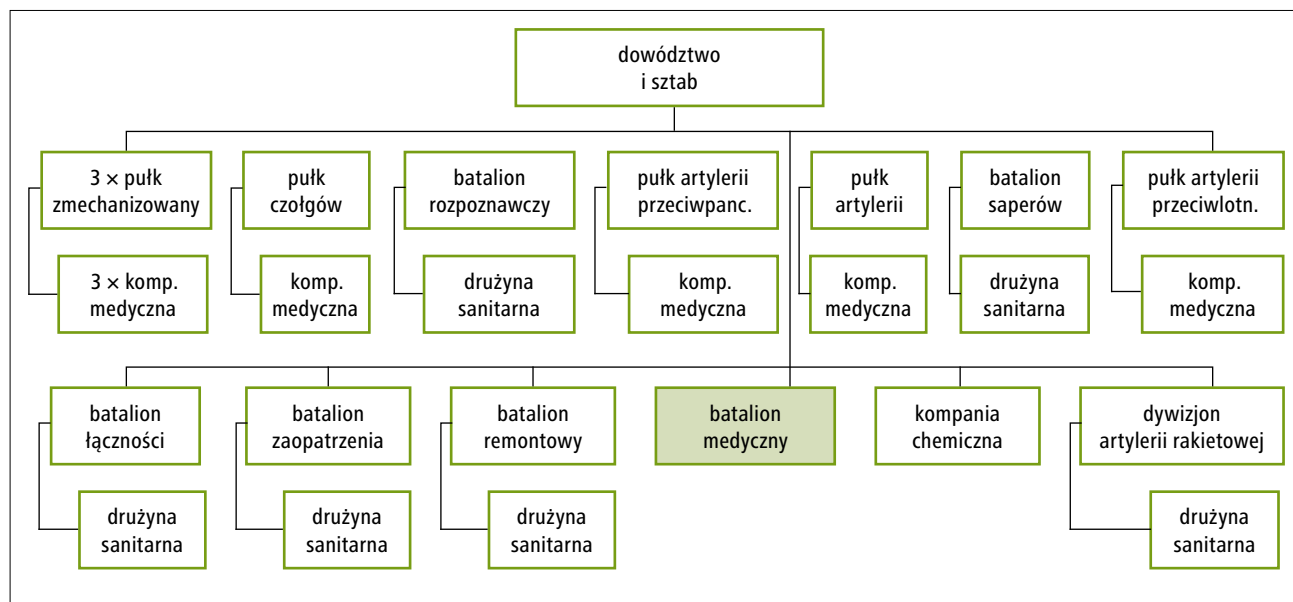 dowództwo
i sztab
3 × pułk
zmechanizowany
pułk
czołgów
batalion
rozpoznawczy
pułk artylerii
przeciwpanc.
pułk
artylerii
batalion
saperów
pułk artylerii
przeciwlotn.
3 × komp.
medyczna
komp.
medyczna
drużyna
sanitarna
komp.
medyczna
komp.
medyczna
drużyna
sanitarna
komp.
medyczna
batalion
łączności
batalion
zaopatrzenia
batalion
remontowy
batalion
medyczny
kompania
chemiczna
dywizjon
artylerii rakietowej
drużyna
sanitarna
drużyna
sanitarna
drużyna
sanitarna
drużyna
sanitarna